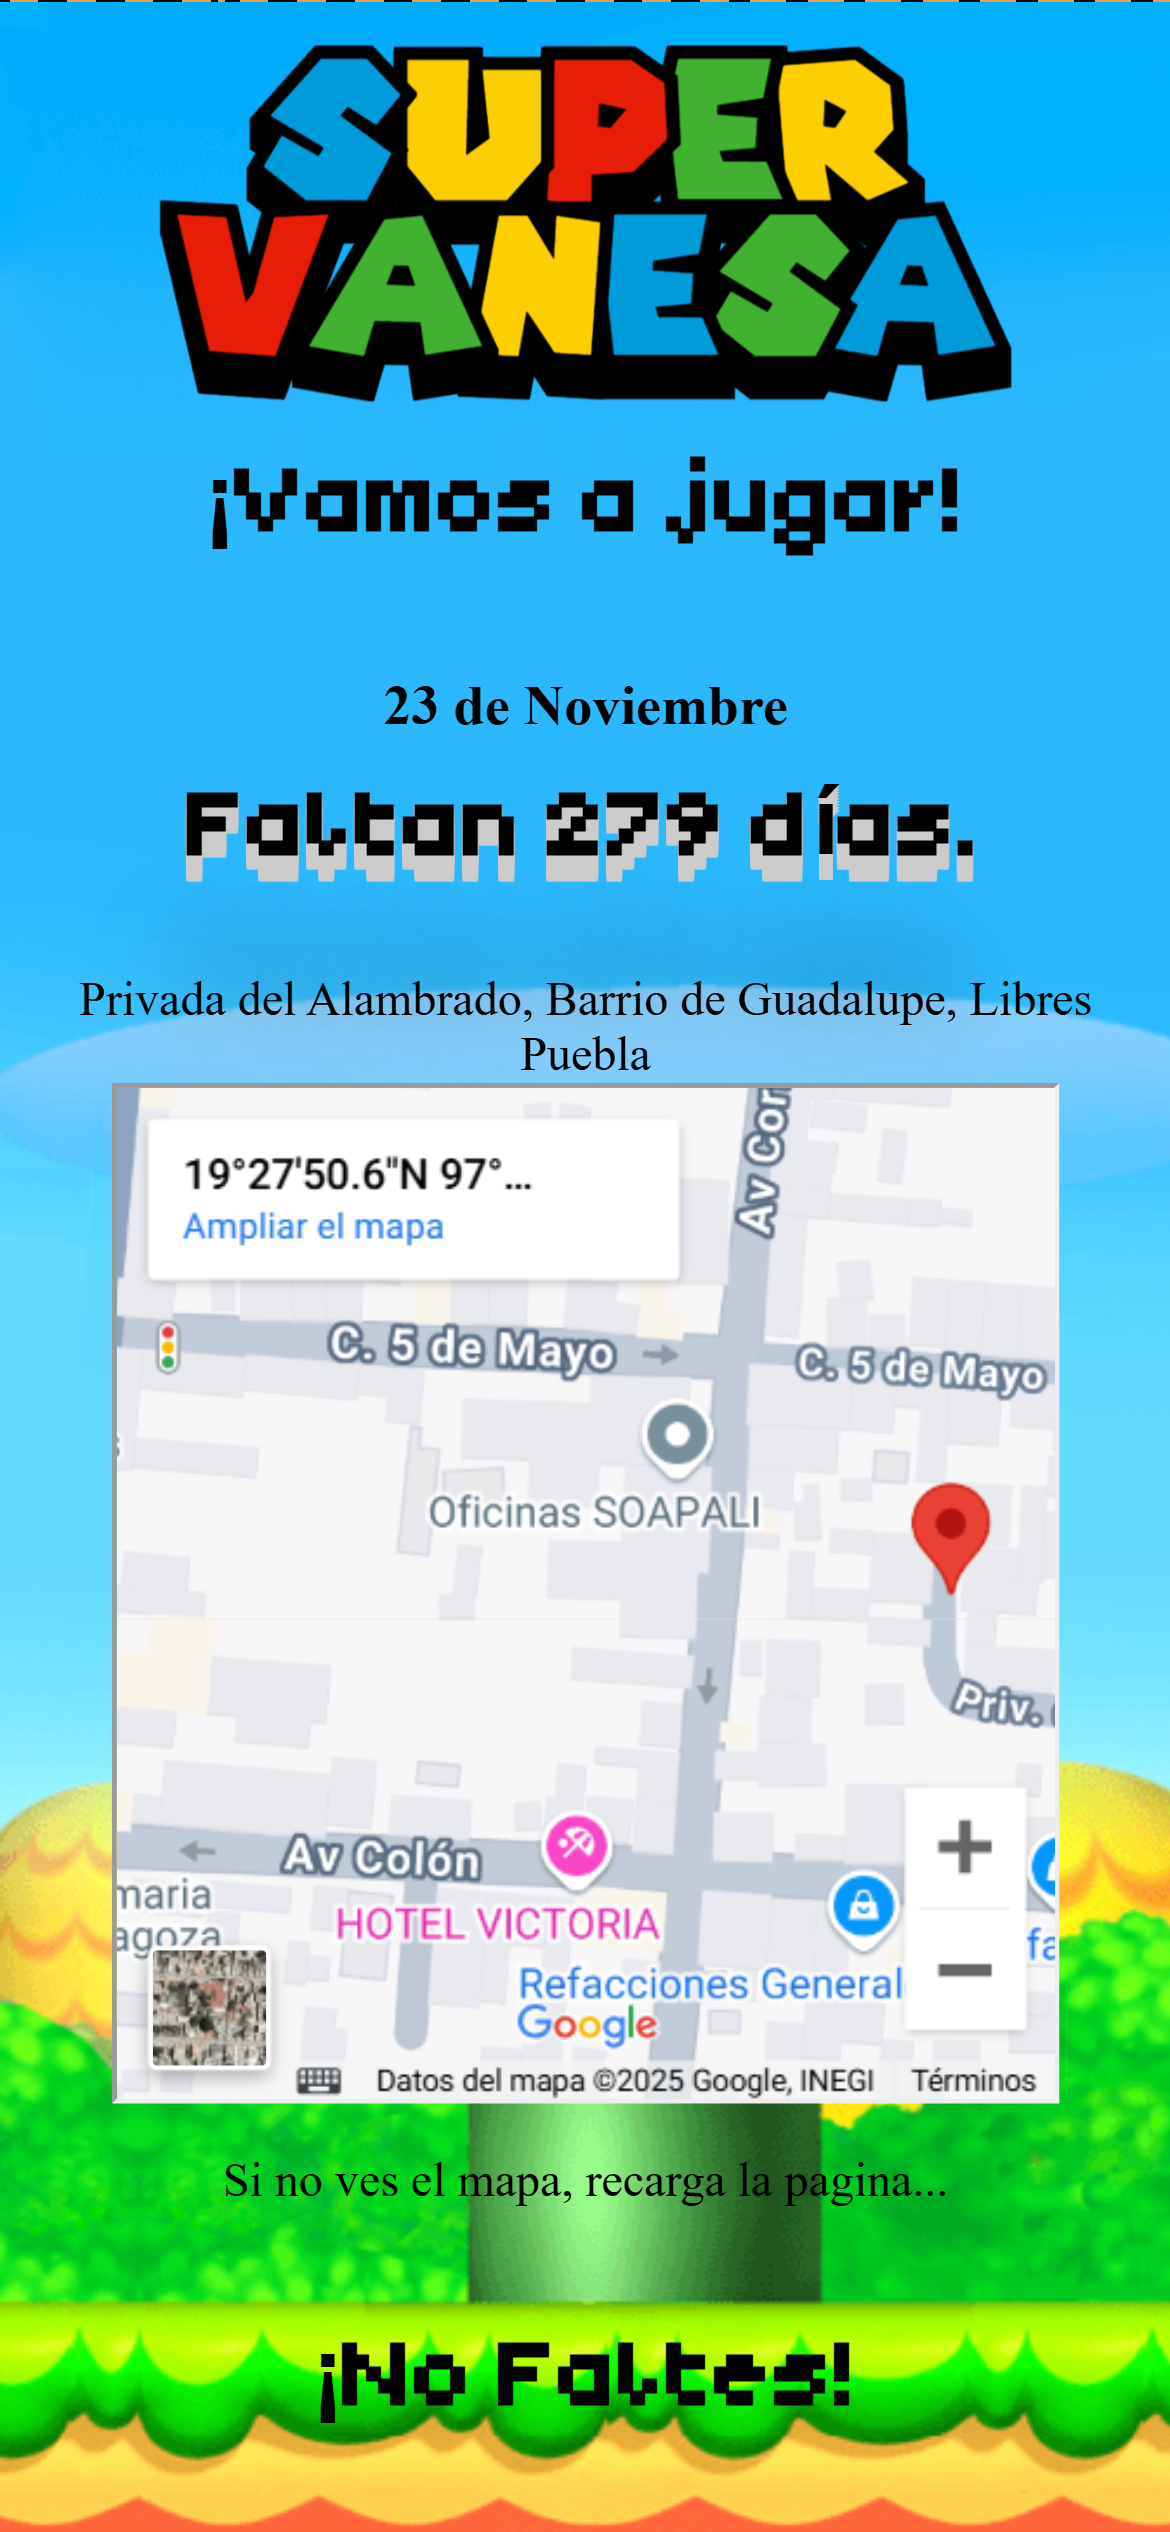 SUPER
VANESA
¡Vamos a jugar!
23 de Noviembre
Faltan 279 días.
Privada del Alambrado, Barrio de Guadalupe, Libres
Puebla
19°27'50.6"N 97°...
Ampliar el mapa
Av Cor
C. 5 de Mayo
C. 5 de Mayo
Oficinas SOAPALI
Priv.
Av Colón
maria
agoza
HOTEL VICTORIA
fa
Refacciones General
Google
Datos del mapa ©2025 Google, INEGI
Términos
Si no ves el mapa, recarga la pagina...
¡No Faltes!